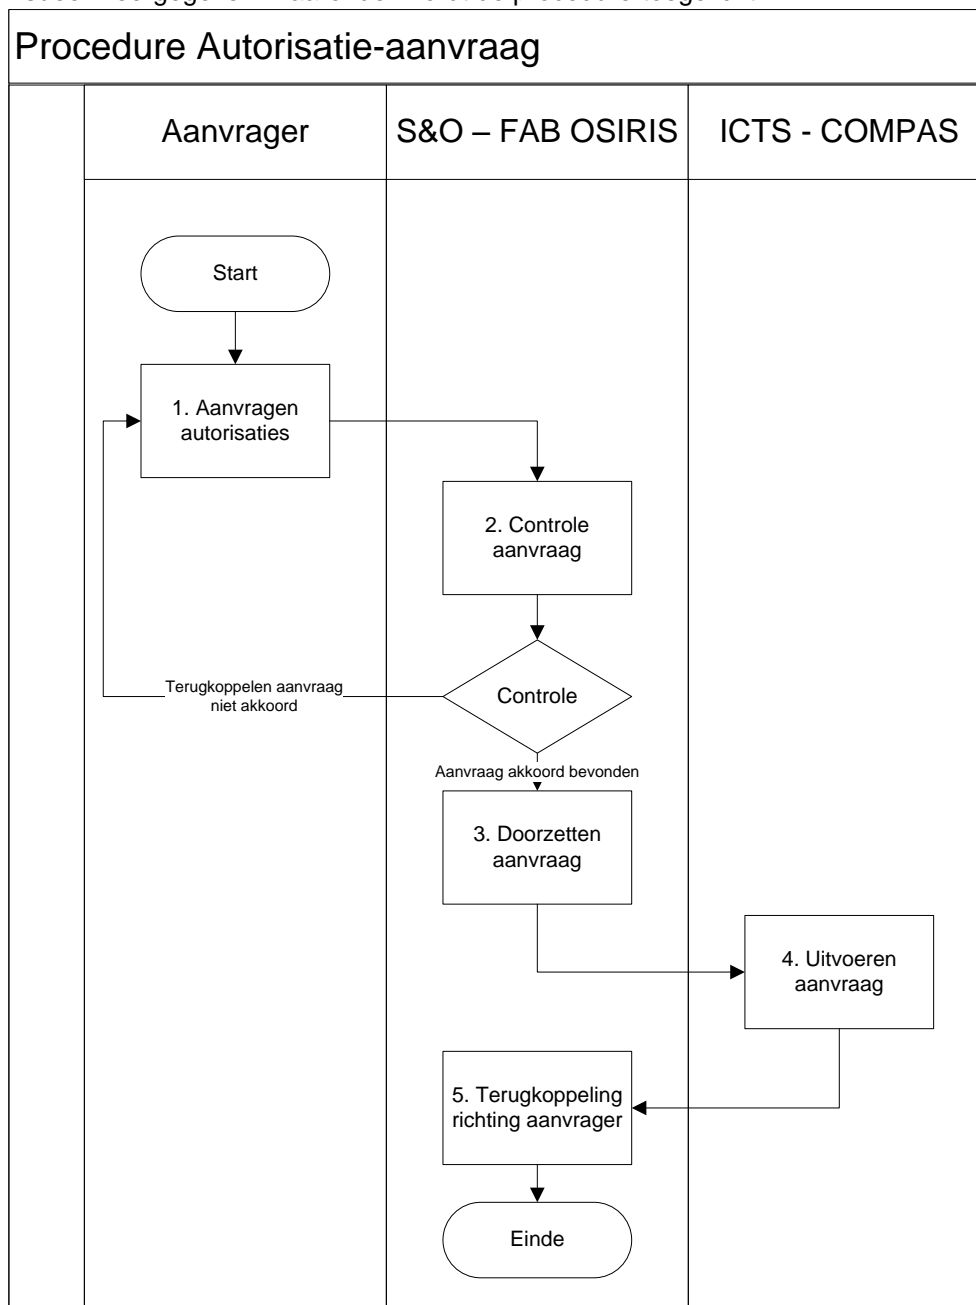 Procedure Autorisatie-aanvraag
Aanvrager
S&O – FAB OSIRIS
ICTS - COMPAS
Start
1. Aanvragen
autorisaties
2. Controle
aanvraag
Controle
Terugkoppelen aanvraag
niet akkoord
Aanvraag akkoord bevonden
3. Doorzetten
aanvraag
4. Uitvoeren
aanvraag
5. Terugkoppeling
richting aanvrager
Einde